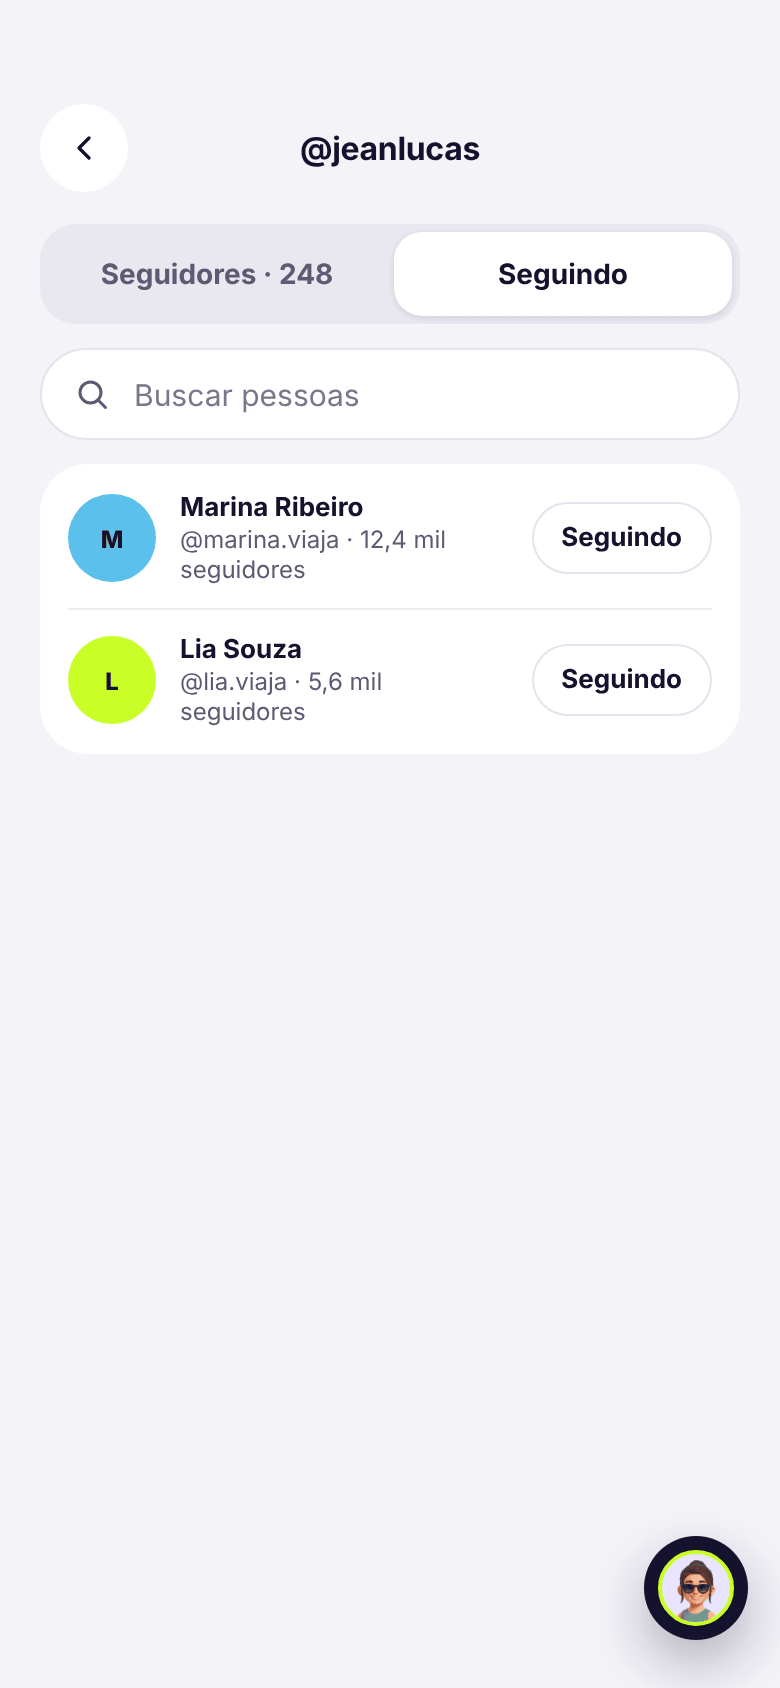 @jeanlucas
Seguidores · 248
Seguindo
Buscar pessoas
M
Marina Ribeiro
@marina.viaja · 12,4 mil
seguidores
Seguindo
L
Lia Souza
@lia.viaja · 5,6 mil
seguidores
Seguindo